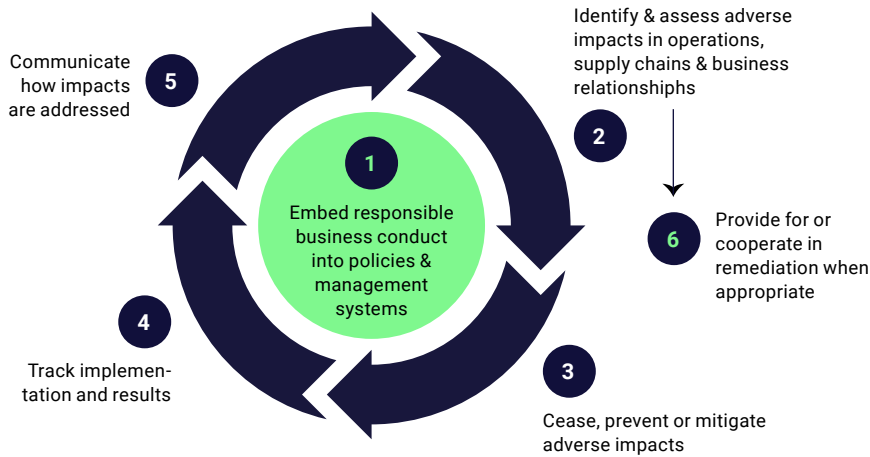 1
Embed responsible
business conduct
into policies &
management
systems
Identify & assess adverse
impacts in operations,
supply chains & business
relationshiphs
2
3
Cease, prevent or mitigate
adverse impacts
4
Track implemen-
tation and results
5
Communicate
how impacts
are addressed
6
Provide for or
cooperate in
remediation when
appropriate